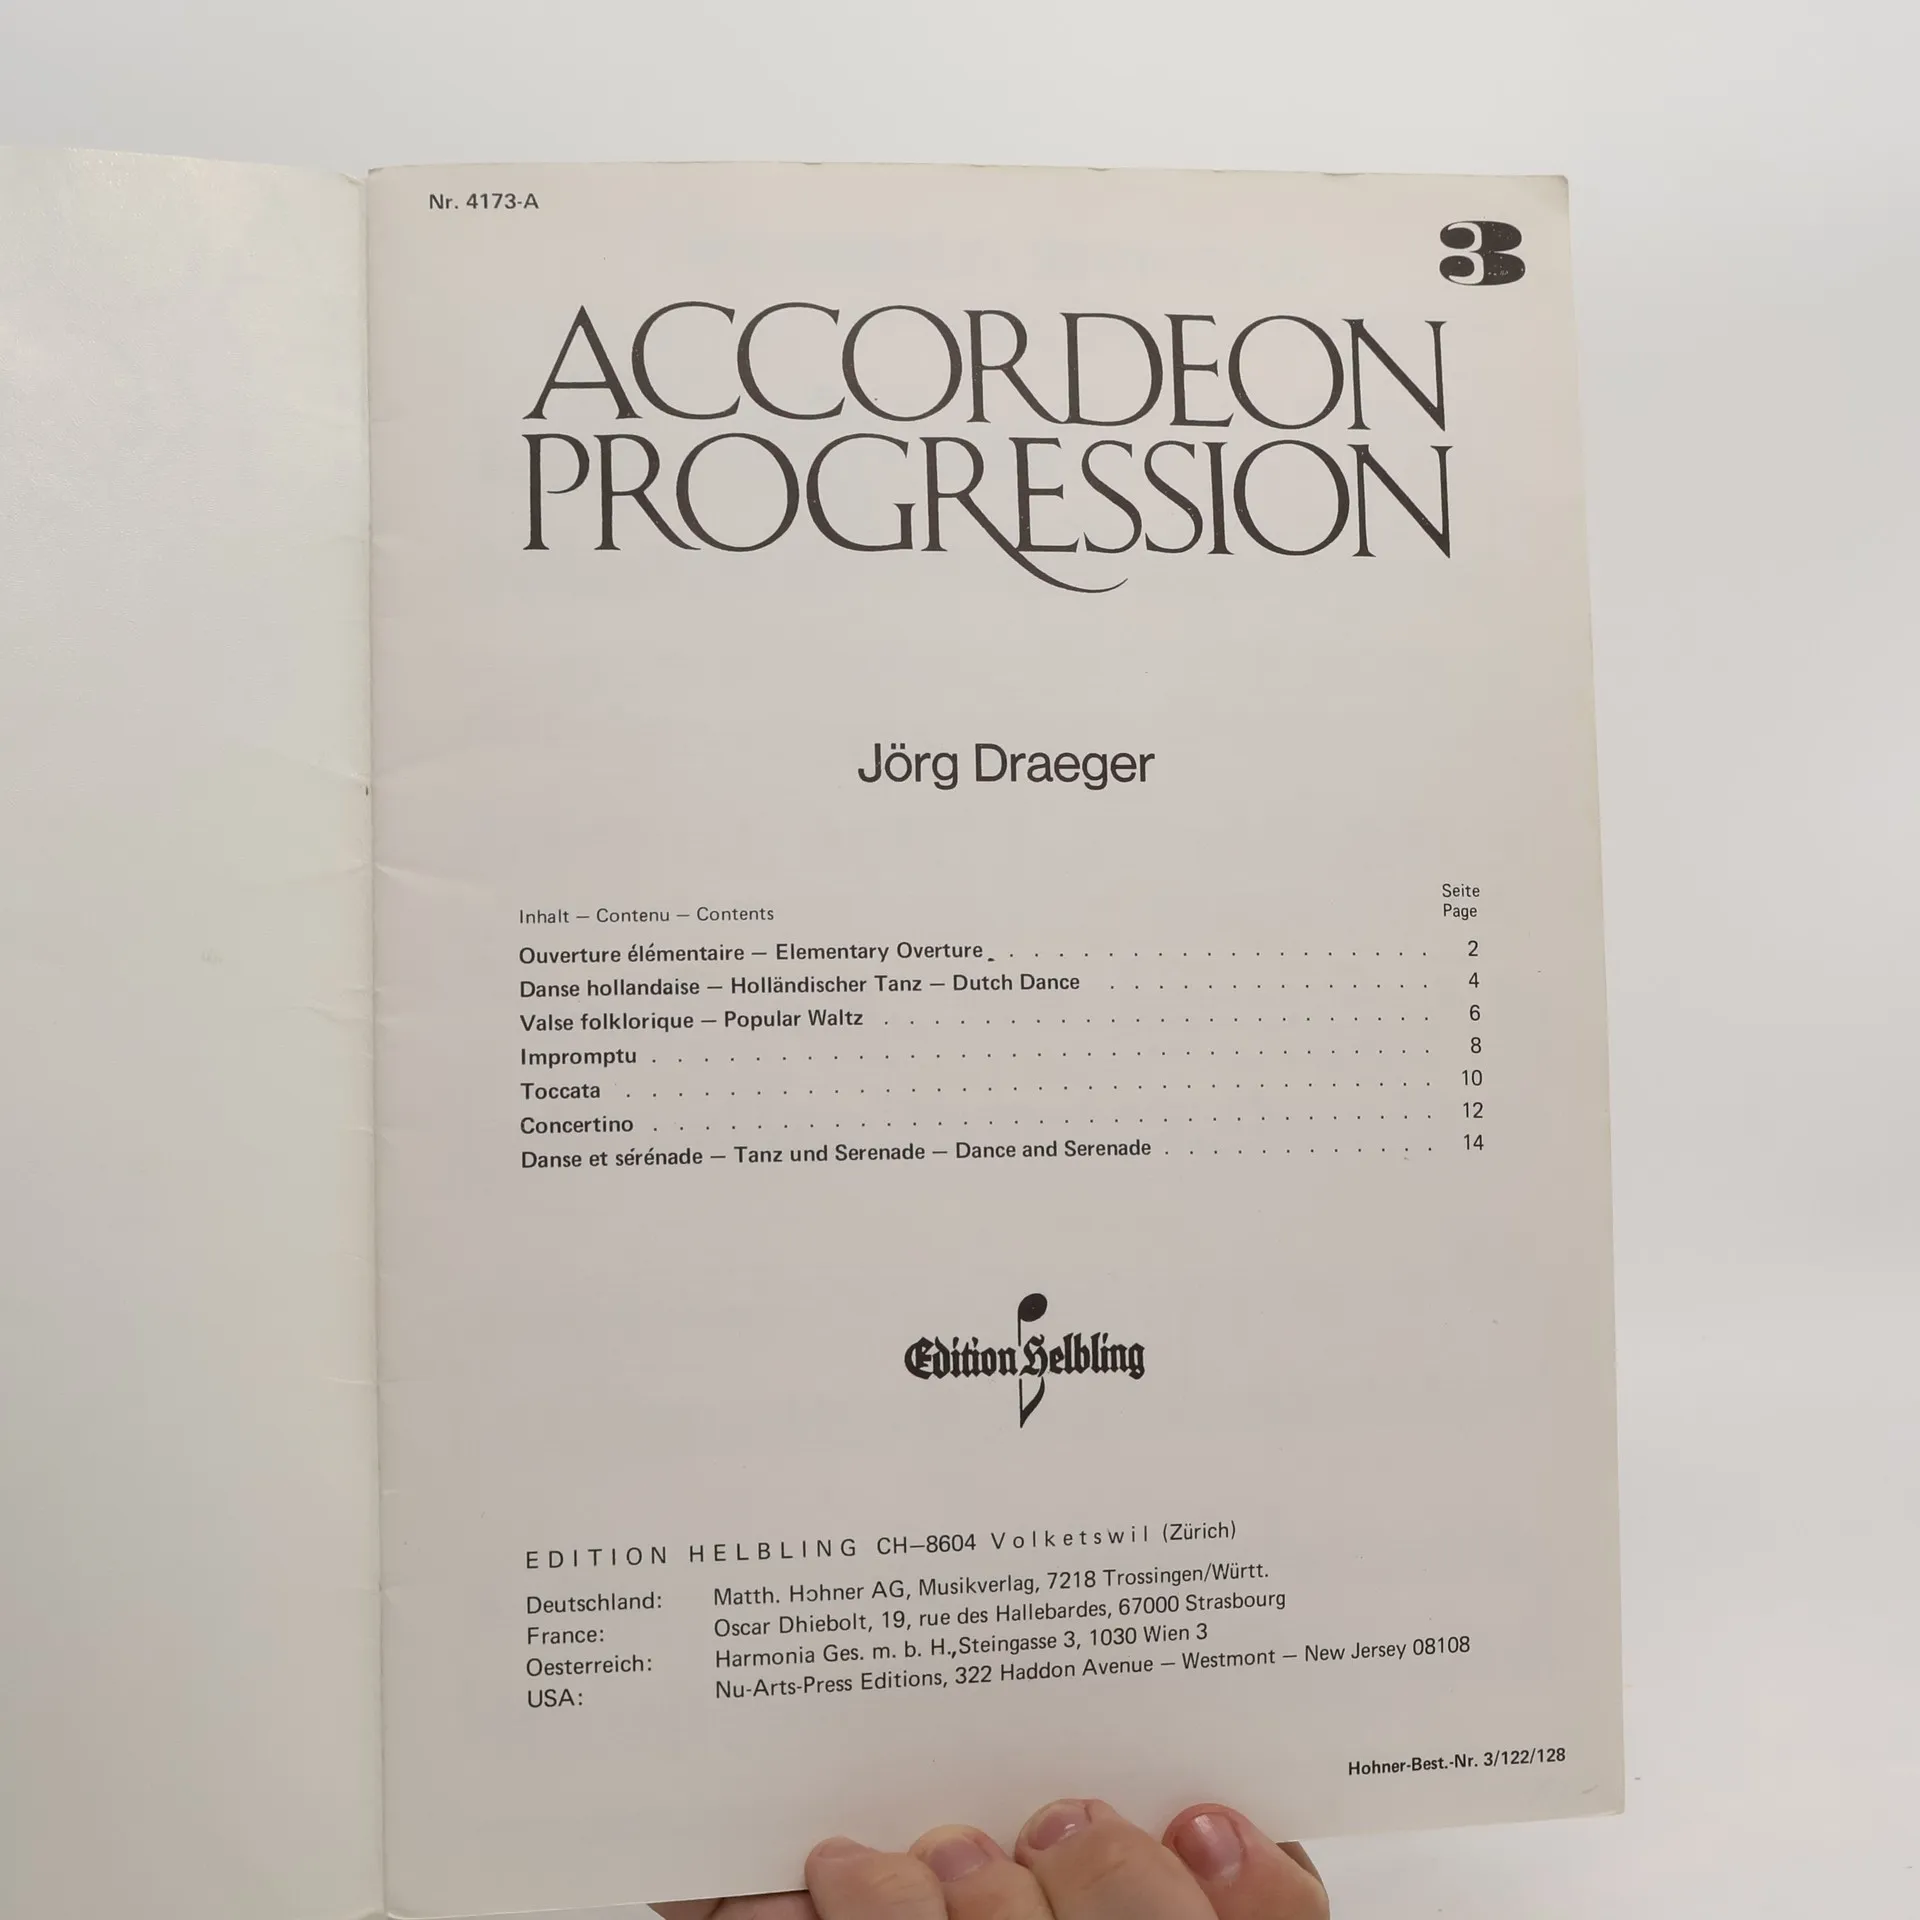 Nr. 4173-A
3
ACCORDEON
PROGRESSION
Jörg Draeger
Seite
Inhalt — Contenu — Contents Page
Ouverture élémentaire — Elementary Overture . . . . . . . . . . . . . . . . . . 2
Danse hollandaise — Holländischer Tanz — Dutch Dance . . . . . . . . . . . . . 4
Valse folklorique — Popular Waltz . . . . . . . . . . . . . . . . . . . . . . 6
Impromptu . . . . . . . . . . . . . . . . . . . . . . . . . . . . . . . 8
Toccata . . . . . . . . . . . . . . . . . . . . . . . . . . . . . . . . 10
Concertino . . . . . . . . . . . . . . . . . . . . . . . . . . . . . . . 12
Danse et sérénade — Tanz und Serenade — Dance and Serenade . . . . . . . . . . . 14
Edition Helbling
EDITION HELBLING CH–8604 Volketswil (Zürich)
Deutschland: Matth. Hohner AG, Musikverlag, 7218 Trossingen/Württ.
France: Oscar Dhiebolt, 19, rue des Hallebardes, 67000 Strasbourg
Oesterreich: Harmonia Ges. m. b. H., Steingasse 3, 1030 Wien 3
USA: Nu-Arts-Press Editions, 322 Haddon Avenue — Westmont — New Jersey 08108
Hohner-Best.-Nr. 3/122/128